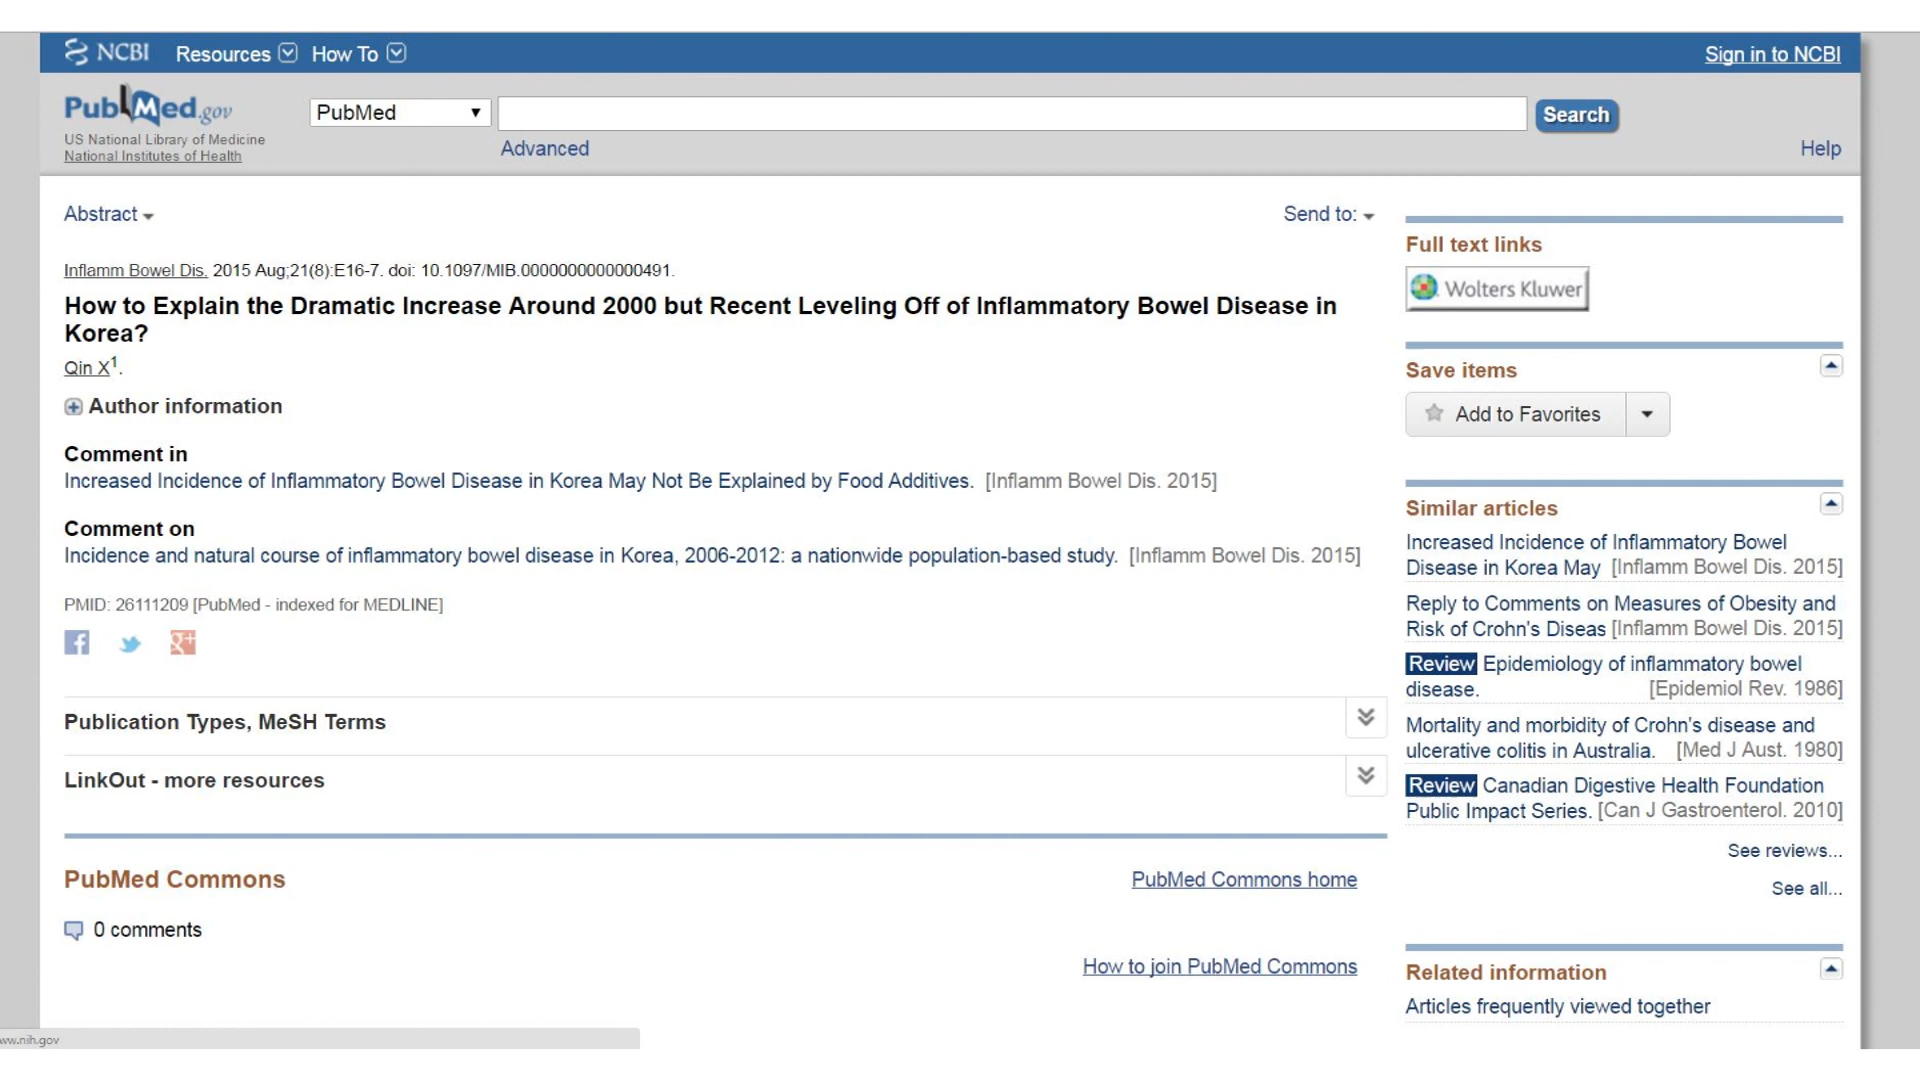 NCBI Resources How To Sign in to NCBI
PubMed.gov
US National Library of Medicine
National Institutes of Health
PubMed
Search
Advanced
Help
Abstract
Send to:
Inflamm Bowel Dis. 2015 Aug;21(8):E16-7. doi: 10.1097/MIB.0000000000000491.
How to Explain the Dramatic Increase Around 2000 but Recent Leveling Off of Inflammatory Bowel Disease in
Korea?
Qin X1.
Author information
Comment in
Increased Incidence of Inflammatory Bowel Disease in Korea May Not Be Explained by Food Additives. [Inflamm Bowel Dis. 2015]
Comment on
Incidence and natural course of inflammatory bowel disease in Korea, 2006-2012: a nationwide population-based study. [Inflamm Bowel Dis. 2015]
PMID: 26111209 [PubMed - indexed for MEDLINE]
Publication Types, MeSH Terms
LinkOut - more resources
PubMed Commons
PubMed Commons home
0 comments
How to join PubMed Commons
Full text links
Wolters Kluwer
Save items
Add to Favorites
Similar articles
Increased Incidence of Inflammatory Bowel
Disease in Korea May [Inflamm Bowel Dis. 2015]
Reply to Comments on Measures of Obesity and
Risk of Crohn's Diseas [Inflamm Bowel Dis. 2015]
Review Epidemiology of inflammatory bowel
disease. [Epidemiol Rev. 1986]
Mortality and morbidity of Crohn's disease and
ulcerative colitis in Australia. [Med J Aust. 1980]
Review Canadian Digestive Health Foundation
Public Impact Series. [Can J Gastroenterol. 2010]
See reviews...
See all...
Related information
Articles frequently viewed together
ww.nih.gov